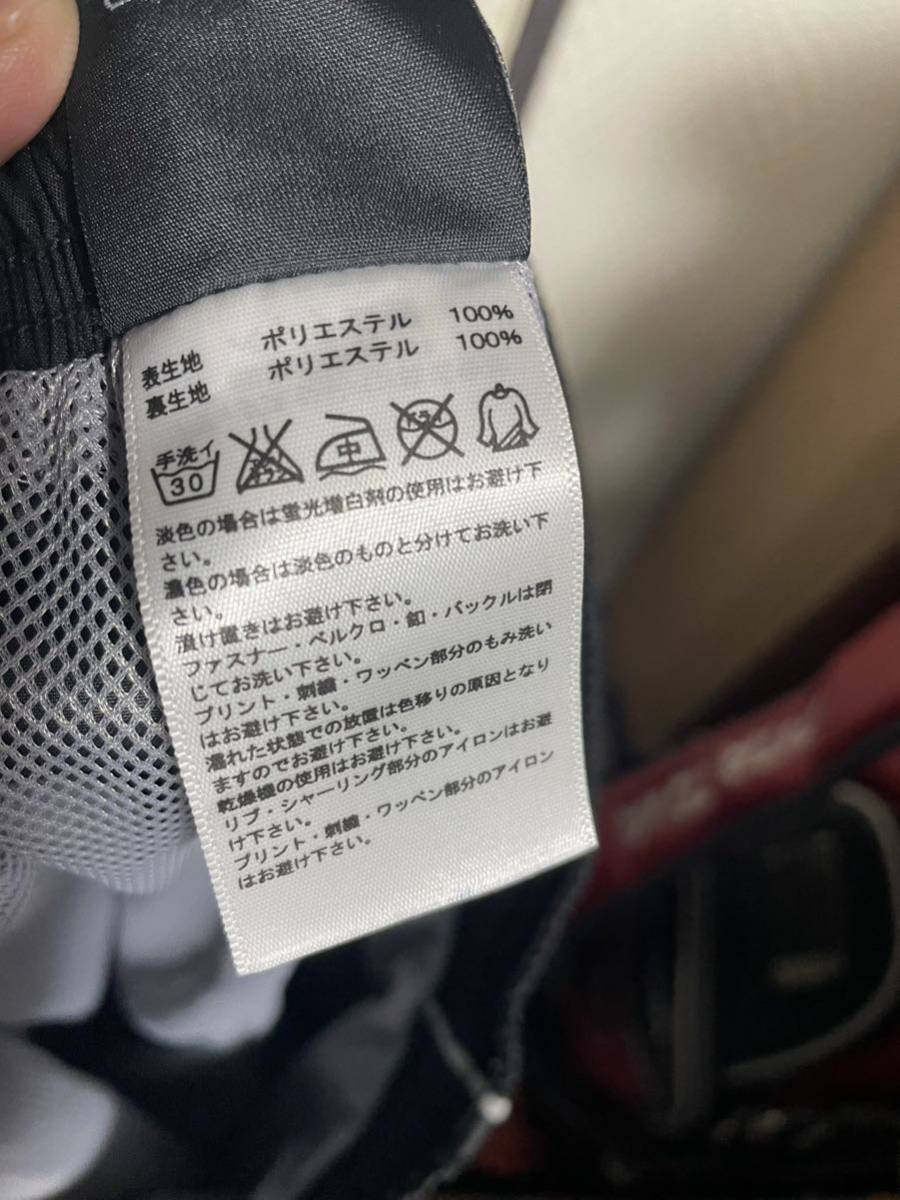 表生地 ポリエステル 100%
裏生地 ポリエステル 100%
手洗イ
30
中
淡色の場合は蛍光増白剤の使用はお避け下
さい。
濃色の場合は淡色のものと分けてお洗い下
さい。
漬け置きはお避け下さい。
ファスナー・ベルクロ・釦・バックルは閉
じてお洗い下さい。
プリント・刺繍・ワッペン部分のもみ洗い
はお避け下さい。
濡れた状態での放置は色移りの原因となり
ますのでお避け下さい。
乾燥機の使用はお避け下さい。
リブ・シャーリング部分のアイロンはお避
け下さい。
プリント・刺繍・ワッペン部分のアイロン
はお避け下さい。